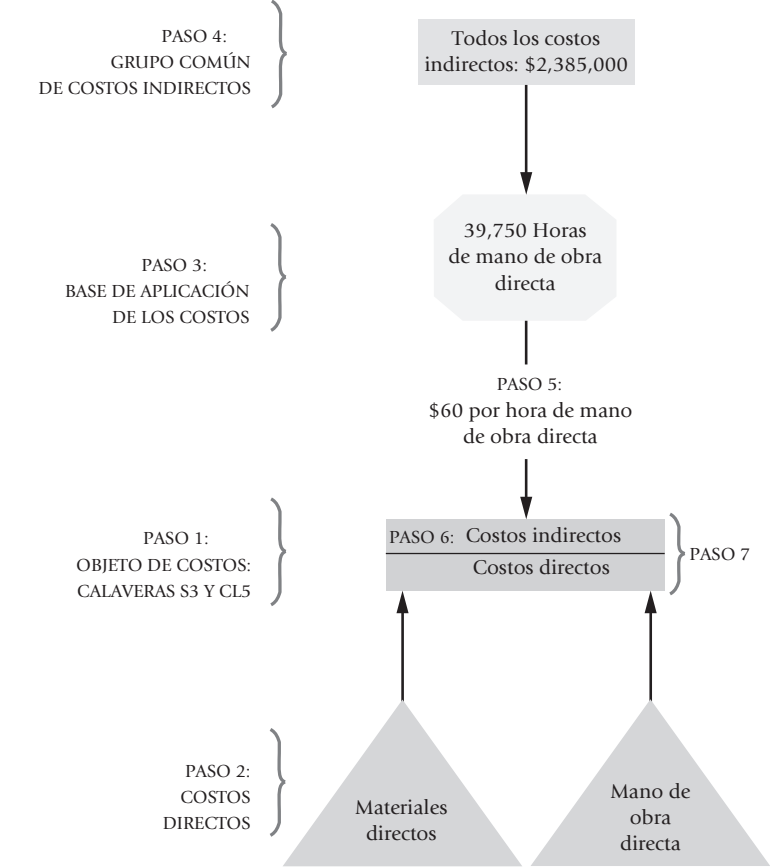 PASO 4:
GRUPO COMÚN
DE COSTOS INDIRECTOS
Todos los costos
indirectos: $2,385,000
PASO 3:
BASE DE APLICACIÓN
DE LOS COSTOS
39,750 Horas
de mano de obra
directa
PASO 5:
$60 por hora de mano
de obra directa
PASO 1:
OBJETO DE COSTOS:
CALAVERAS S3 Y CL5
PASO 6: Costos indirectos
Costos directos
PASO 7
PASO 2:
COSTOS
DIRECTOS
Materiales
directos
Mano de
obra
directa